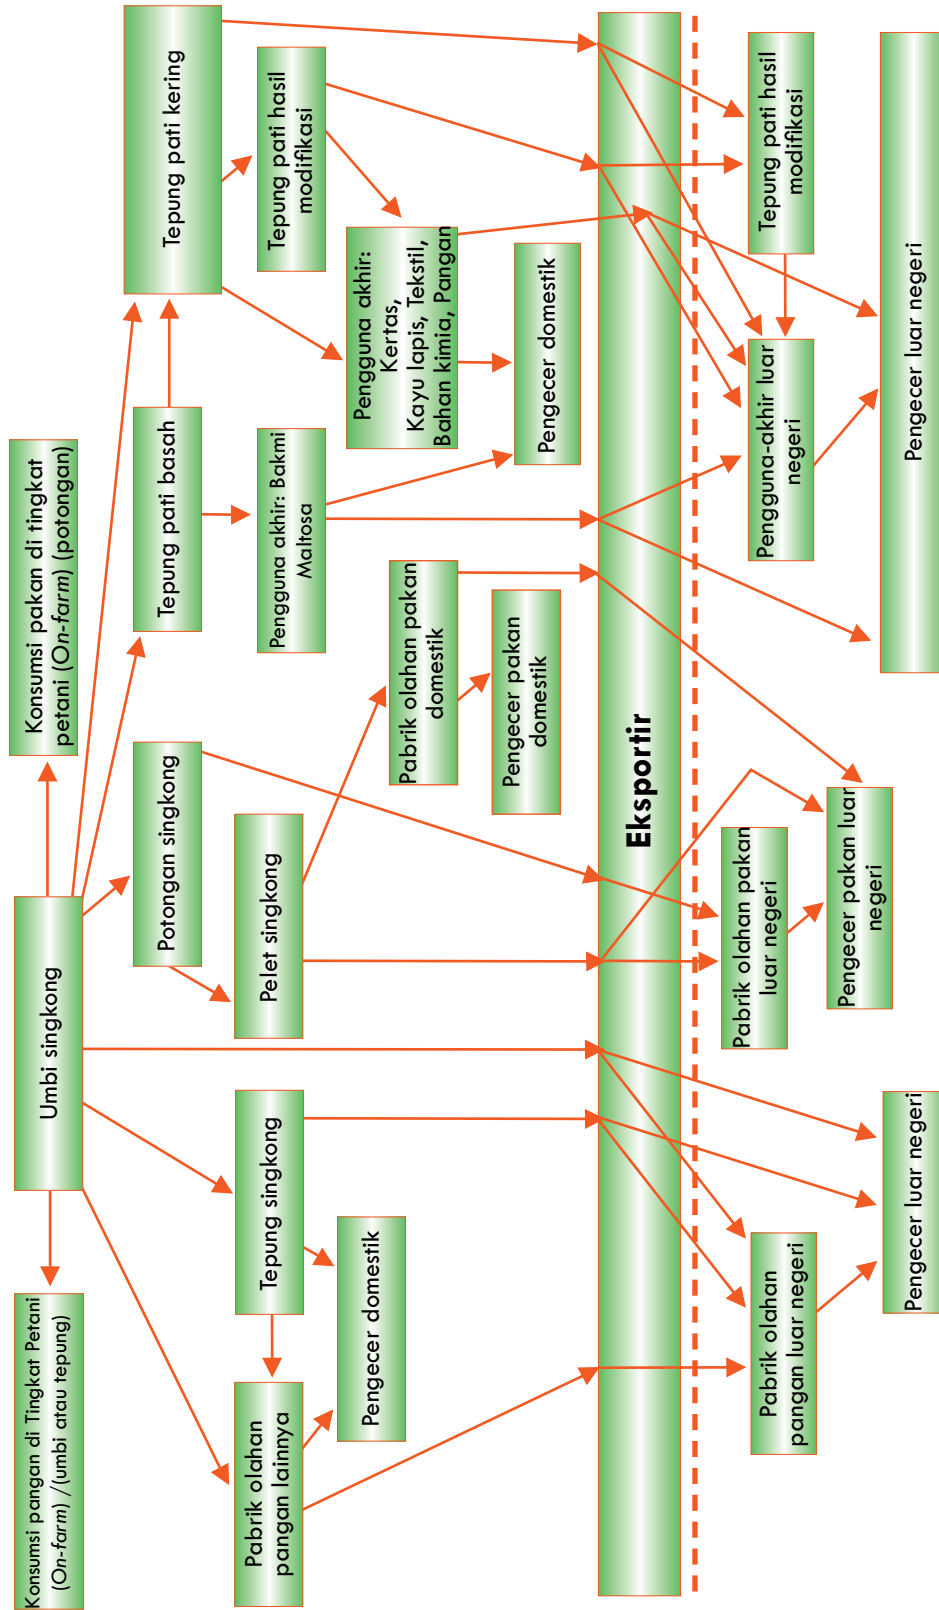 Konsumsi pangan di Tingkat Petani
(On-farm) /(umbi atau tepung)
Umbi singkong
Konsumsi pakan di tingkat
petani (On-farm) (potongan)
Pabrik olahan
pangan lainnya
Tepung singkong
Pengecer domestik
Potongan singkong
Pelet singkong
Pabrik olahan pakan
domestik
Pengecer pakan
domestik
Tepung pati basah
Pengguna akhir: Bakmi
Maltosa
Tepung pati kering
Tepung pati hasil
modifikasi
Pengguna akhir:
Kertas,
Kayu lapis, Tekstil,
Bahan kimia, Pangan
Pengecer domestik
Eksportir
Pabrik olahan
pangan luar negeri
Pengecer luar negeri
Pabrik olahan pakan
luar negeri
Pengecer pakan luar
negeri
Pengguna-akhir luar
negeri
Tepung pati hasil
modifikasi
Pengecer luar negeri